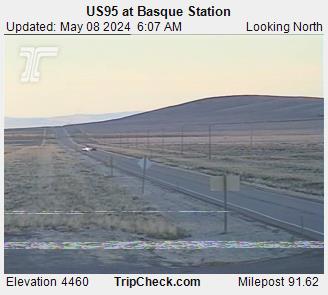 US95 at Basque Station
Updated: May 08 2024 6:07 AM Looking North
Elevation 4460 TripCheck.com Milepost 91.62